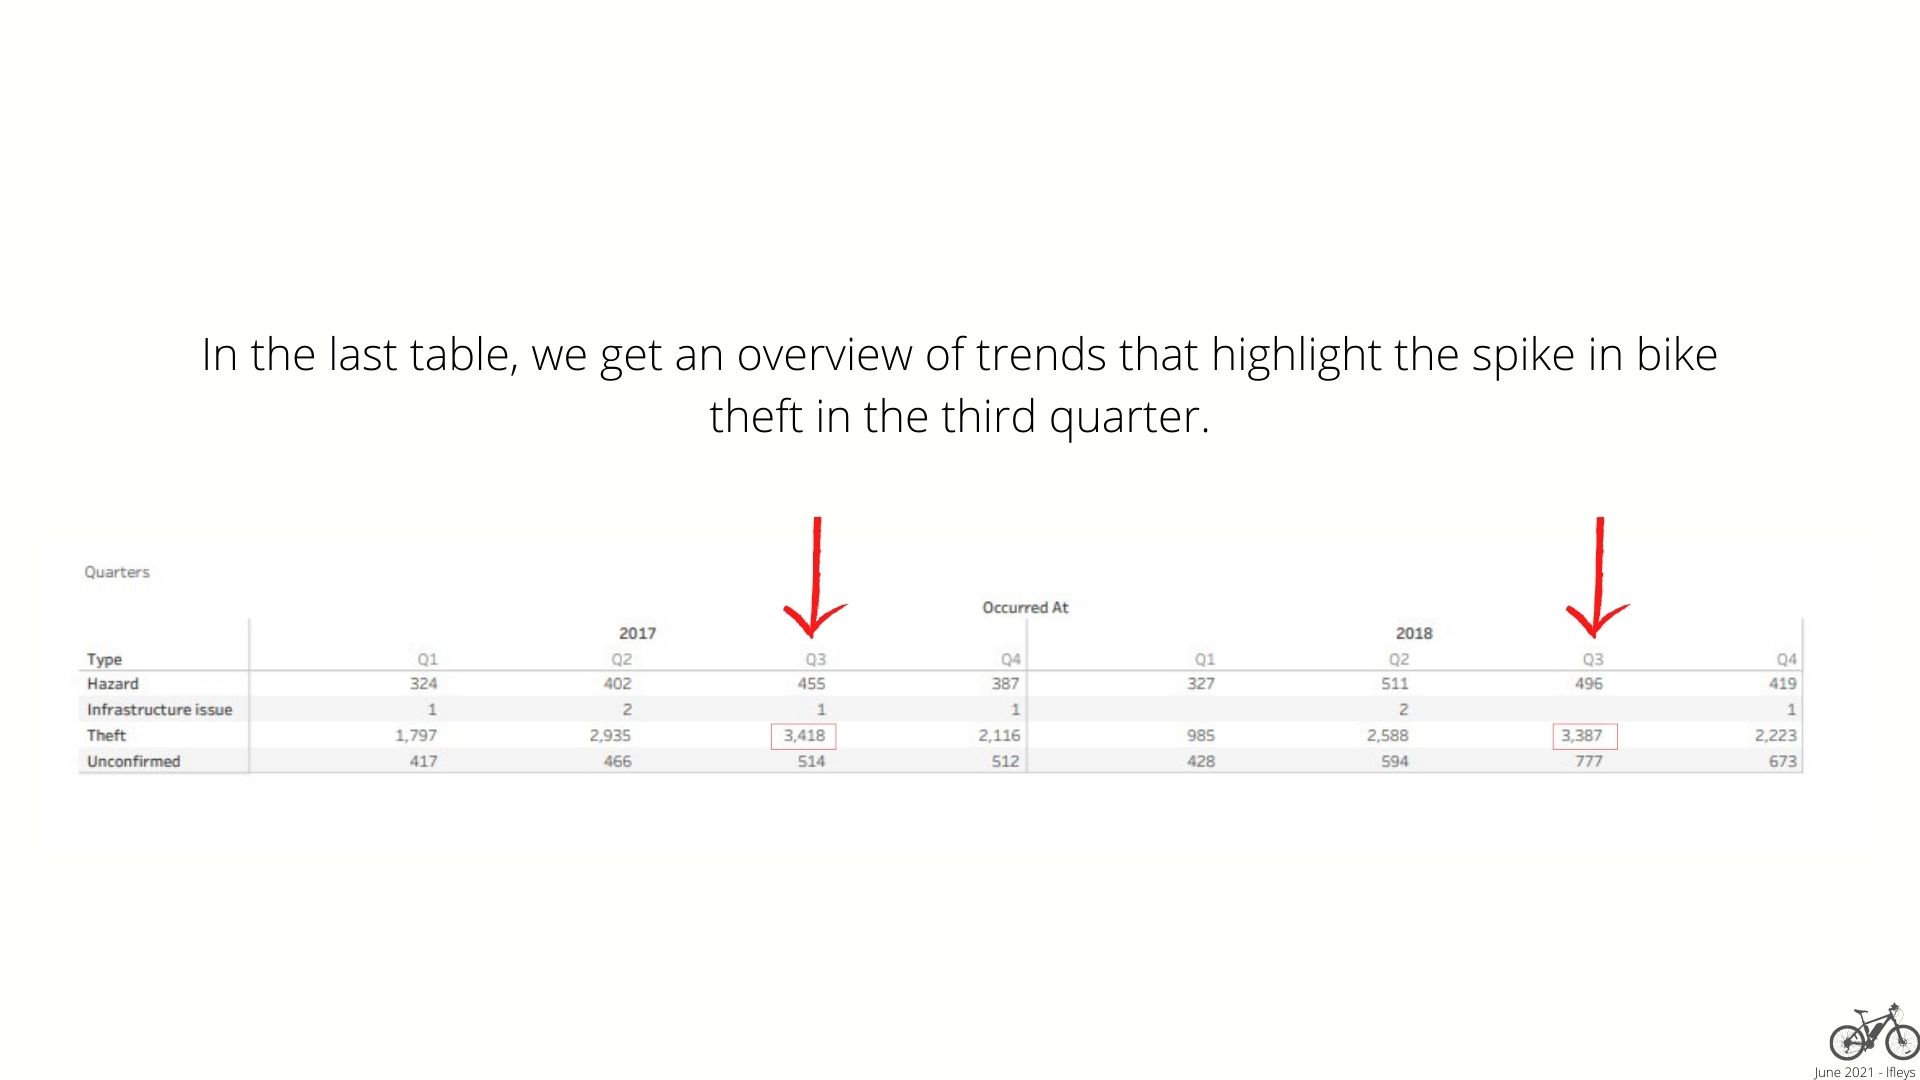 In the last table, we get an overview of trends that highlight the spike in bike
theft in the third quarter.
Quarters
Occurred At
2017 2018
Type Q1 Q2 Q3 Q4 Q1 Q2 Q3 Q4
Hazard 324 402 455 387 327 511 496 419
Infrastructure issue 1 2 1 1 2 1
Theft 1,797 2,935 3,418 2,116 985 2,588 3,387 2,223
Unconfirmed 417 466 514 512 428 594 777 673
June 2021 - lfleys